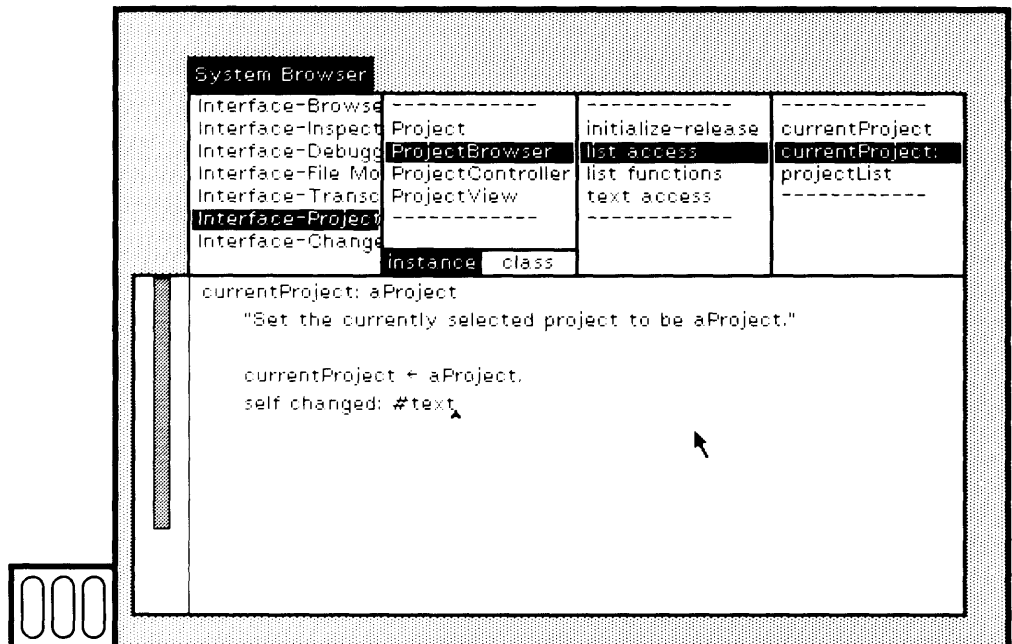 System Browser
Interface-Browse
Interface-Inspect
Interface-Debugg
Interface-File Mo
Interface-Transc
Interface-Project
Interface-Change
------------
Project
ProjectBrowser
ProjectController
ProjectView
------------
instance class
------------
initialize-release
list access
list functions
text access
------------
------------
currentProject
currentProject:
projectList
------------
currentProject: aProject
"Set the currently selected project to be aProject."
currentProject ← aProject.
self changed: #text